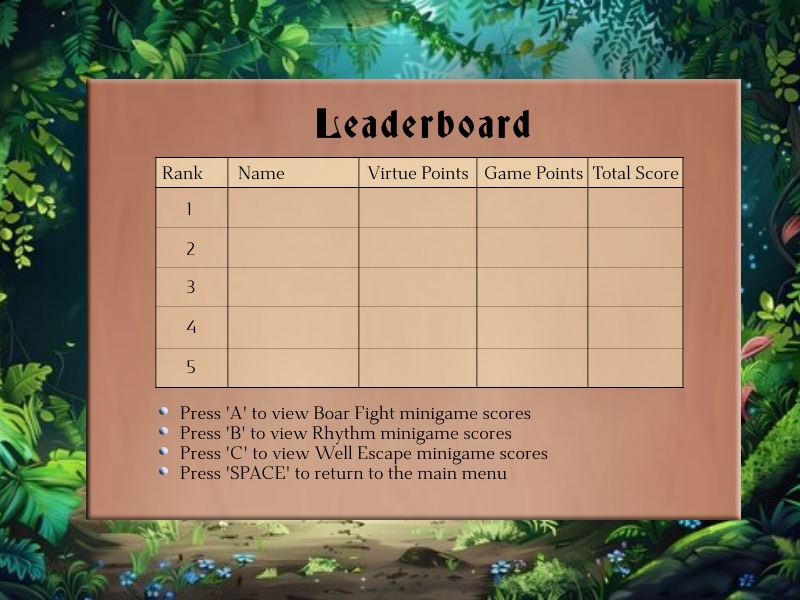 Leaderboard
Rank Name Virtue Points Game Points Total Score
1
2
3
4
5
Press 'A' to view Boar Fight minigame scores
Press 'B' to view Rhythm minigame scores
Press 'C' to view Well Escape minigame scores
Press 'SPACE' to return to the main menu